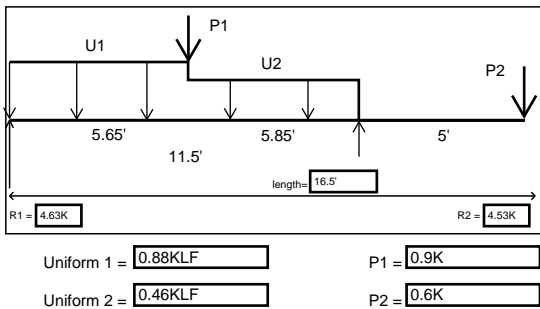 P1
U1
U2
P2
5.65' 5.85' 5'
11.5'
length= 16.5'
R1 = 4.63K R2 = 4.53K
Uniform 1 = 0.88KLF P1 = 0.9K
Uniform 2 = 0.46KLF P2 = 0.6K